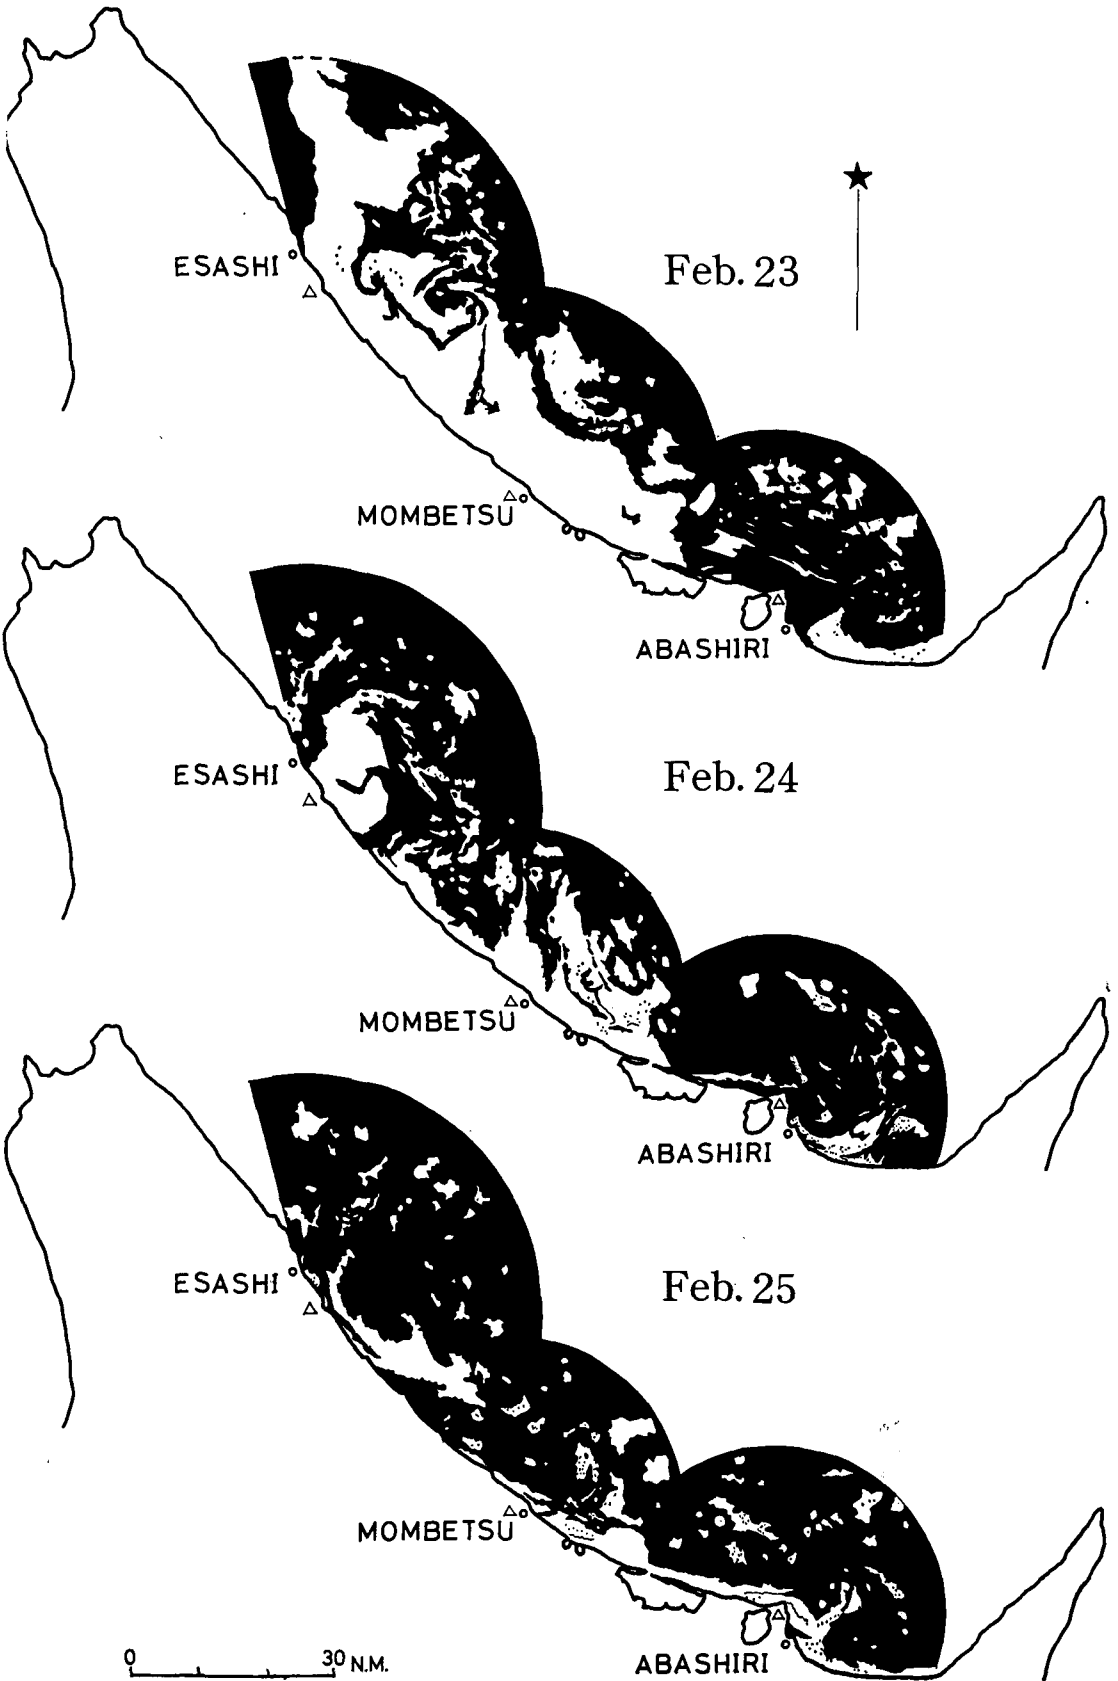 ESASHI
Feb. 23
MOMBETSU
ABASHIRI
ESASHI
Feb. 24
MOMBETSU
ABASHIRI
ESASHI
Feb. 25
MOMBETSU
ABASHIRI
0 30 N.M.